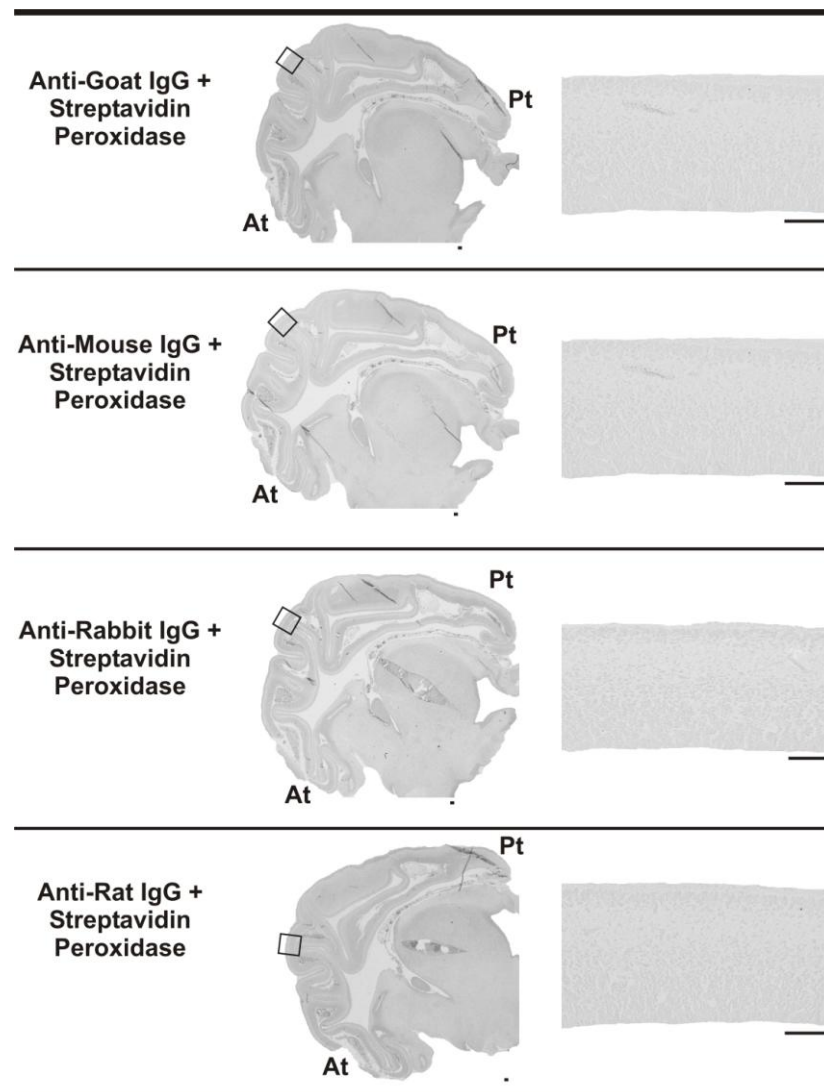 Anti-Goat IgG +
Streptavidin
Peroxidase
Pt
At
Anti-Mouse IgG +
Streptavidin
Peroxidase
Pt
At
Anti-Rabbit IgG +
Streptavidin
Peroxidase
Pt
At
Anti-Rat IgG +
Streptavidin
Peroxidase
Pt
At